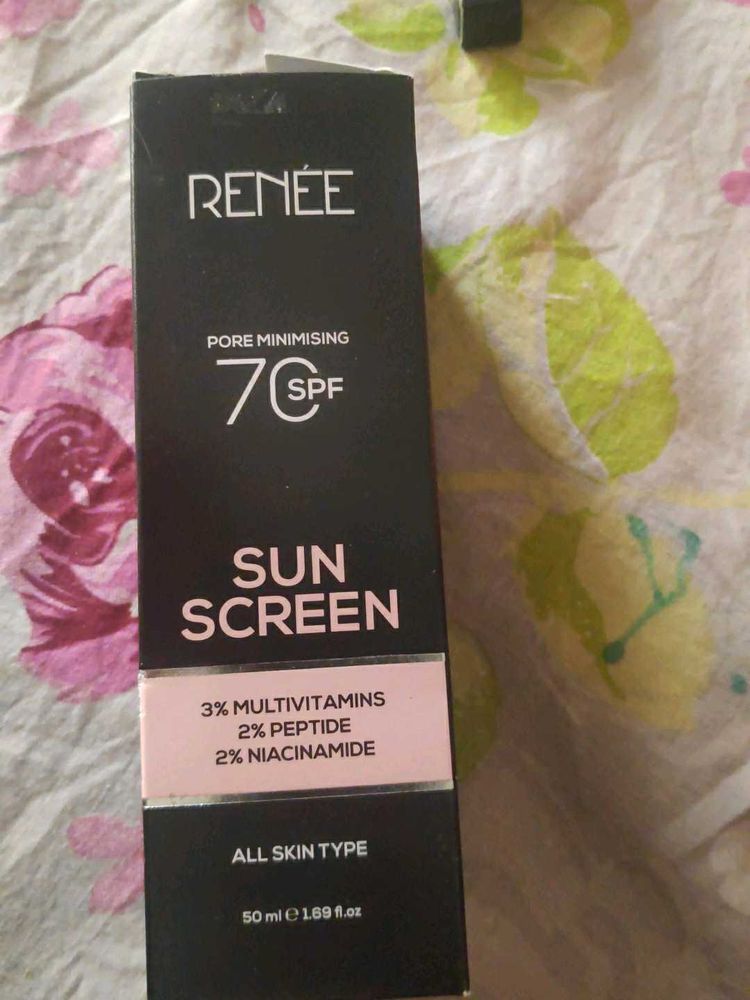 RENÉE
PORE MINIMISING
70 SPF
SUN
SCREEN
3% MULTIVITAMINS
2% PEPTIDE
2% NIACINAMIDE
ALL SKIN TYPE
50 ml ℮ 1.69 fl.oz